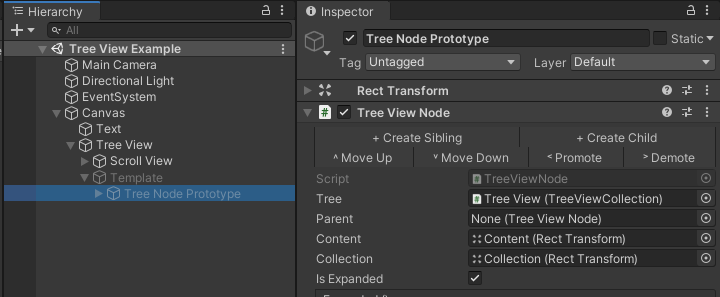 Hierarchy
All
Tree View Example
Main Camera
Directional Light
EventSystem
Canvas
Text
Tree View
Scroll View
Template
Tree Node Prototype
Inspector
Tree Node Prototype Static
Tag Untagged Layer Default
Rect Transform
# Tree View Node
+ Create Sibling + Create Child
^ Move Up ˅ Move Down < Promote > Demote
Script # TreeViewNode
Tree # Tree View (TreeViewCollection)
Parent None (Tree View Node)
Content Content (Rect Transform)
Collection Collection (Rect Transform)
Is Expanded